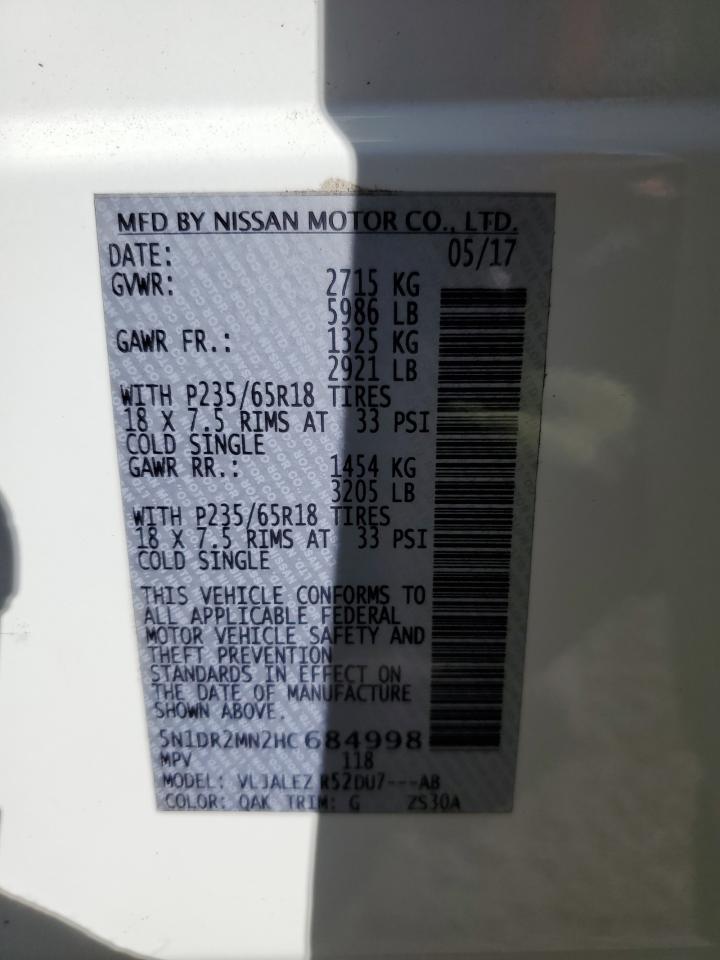 MFD BY NISSAN MOTOR CO., LTD.
DATE: 05/17
GVWR: 2715 KG
5986 LB
GAWR FR.: 1325 KG
2921 LB
WITH P235/65R18 TIRES
18 X 7.5 RIMS AT 33 PSI
COLD SINGLE
GAWR RR.: 1454 KG
3205 LB
WITH P235/65R18 TIRES
18 X 7.5 RIMS AT 33 PSI
COLD SINGLE
THIS VEHICLE CONFORMS TO
ALL APPLICABLE FEDERAL
MOTOR VEHICLE SAFETY AND
THEFT PREVENTION
STANDARDS IN EFFECT ON
THE DATE OF MANUFACTURE
SHOWN ABOVE.
5N1DR2MN2HC684998
MPV 118
MODEL: VLJALEZ R52DU7---AB
COLOR: QAK TRIM: G ZS30A